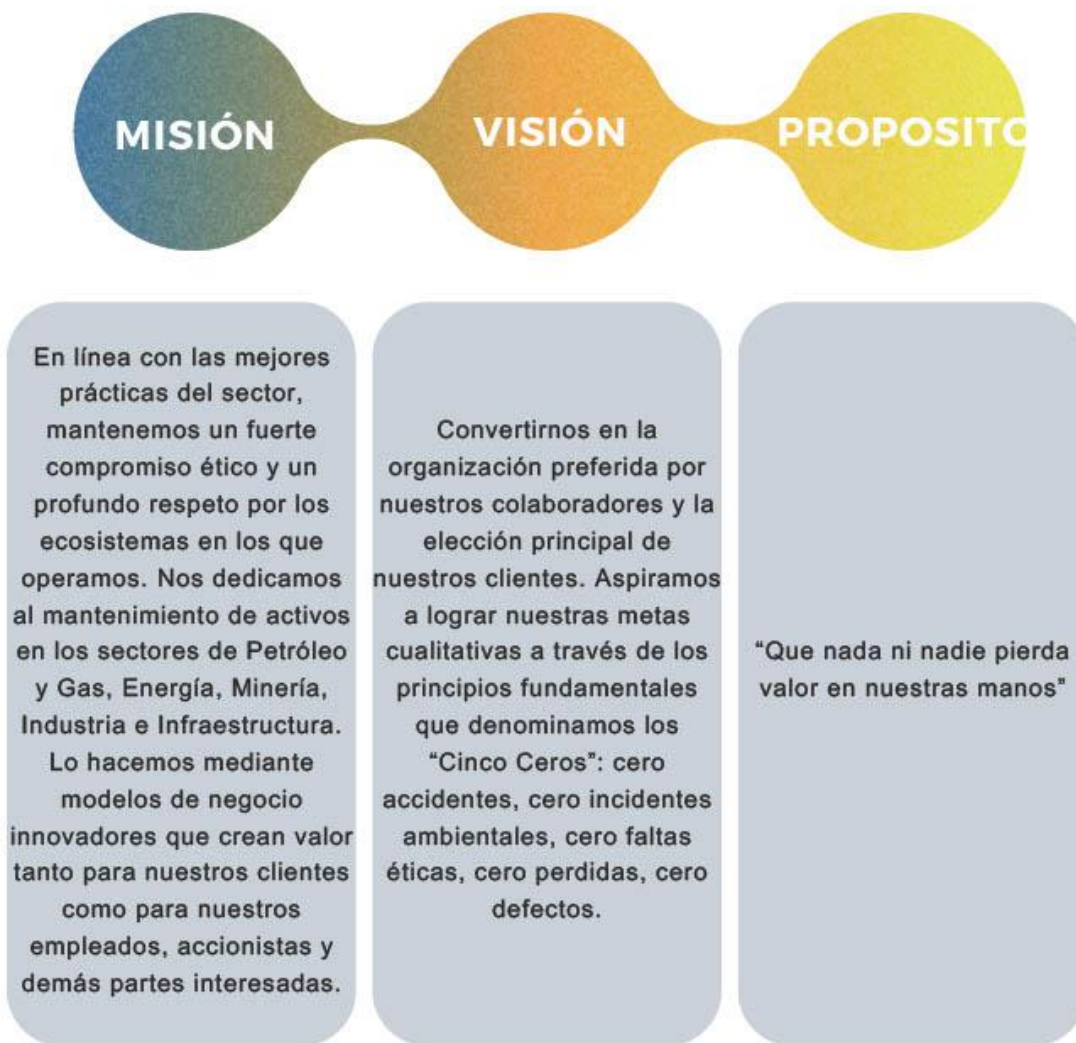 MISIÓN
VISIÓN
PROPOSITO
En línea con las mejores
prácticas del sector,
mantenemos un fuerte
compromiso ético y un
profundo respeto por los
ecosistemas en los que
operamos. Nos dedicamos
al mantenimiento de activos
en los sectores de Petróleo
y Gas, Energía, Minería,
Industria e Infraestructura.
Lo hacemos mediante
modelos de negocio
innovadores que crean valor
tanto para nuestros clientes
como para nuestros
empleados, accionistas y
demás partes interesadas.
Convertirnos en la
organización preferida por
nuestros colaboradores y la
elección principal de
nuestros clientes. Aspiramos
a lograr nuestras metas
cualitativas a través de los
principios fundamentales
que denominamos los
“Cinco Ceros”: cero
accidentes, cero incidentes
ambientales, cero faltas
éticas, cero perdidas, cero
defectos.
“Que nada ni nadie pierda
valor en nuestras manos”